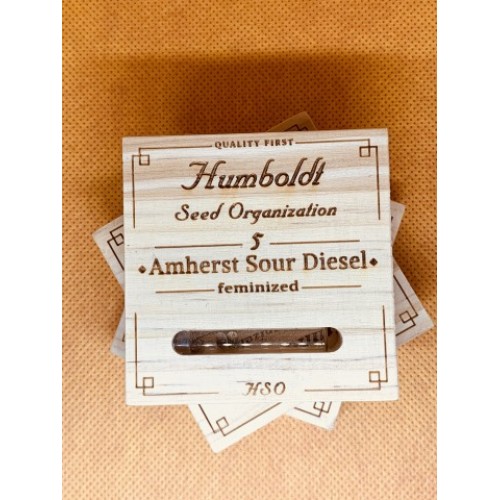 QUALITY FIRST
Humboldt
Seed Organization
5
Amherst Sour Diesel
feminized
HSO